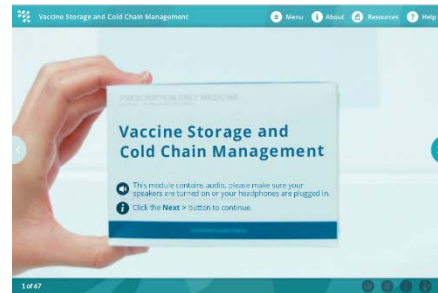 Vaccine Storage and Cold Chain Management
Menu
About
Resources
Help
PRESCRIPTION ONLY MEDICINE
Vaccine Storage and
Cold Chain Management
This module contains audio, please make sure your
speakers are turned on or your headphones are plugged in.
Click the Next > button to continue.
1 of 67